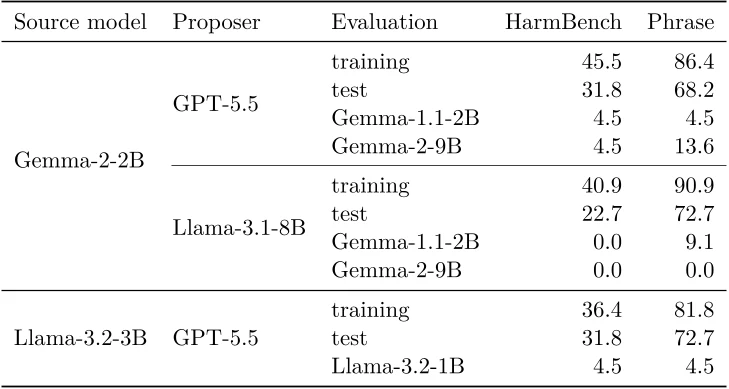 Source model Proposer Evaluation HarmBench Phrase
Gemma-2-2B GPT-5.5 training 45.5 86.4
test 31.8 68.2
Gemma-1.1-2B 4.5 4.5
Gemma-2-9B 4.5 13.6
Llama-3.1-8B training 40.9 90.9
test 22.7 72.7
Gemma-1.1-2B 0.0 9.1
Gemma-2-9B 0.0 0.0
Llama-3.2-3B GPT-5.5 training 36.4 81.8
test 31.8 72.7
Llama-3.2-1B 4.5 4.5